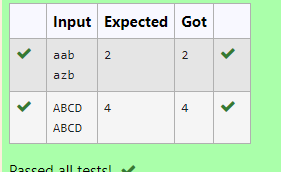 Input Expected Got
aab 2 2
azb
ABCD 4 4
ABCD
Passed all tests!